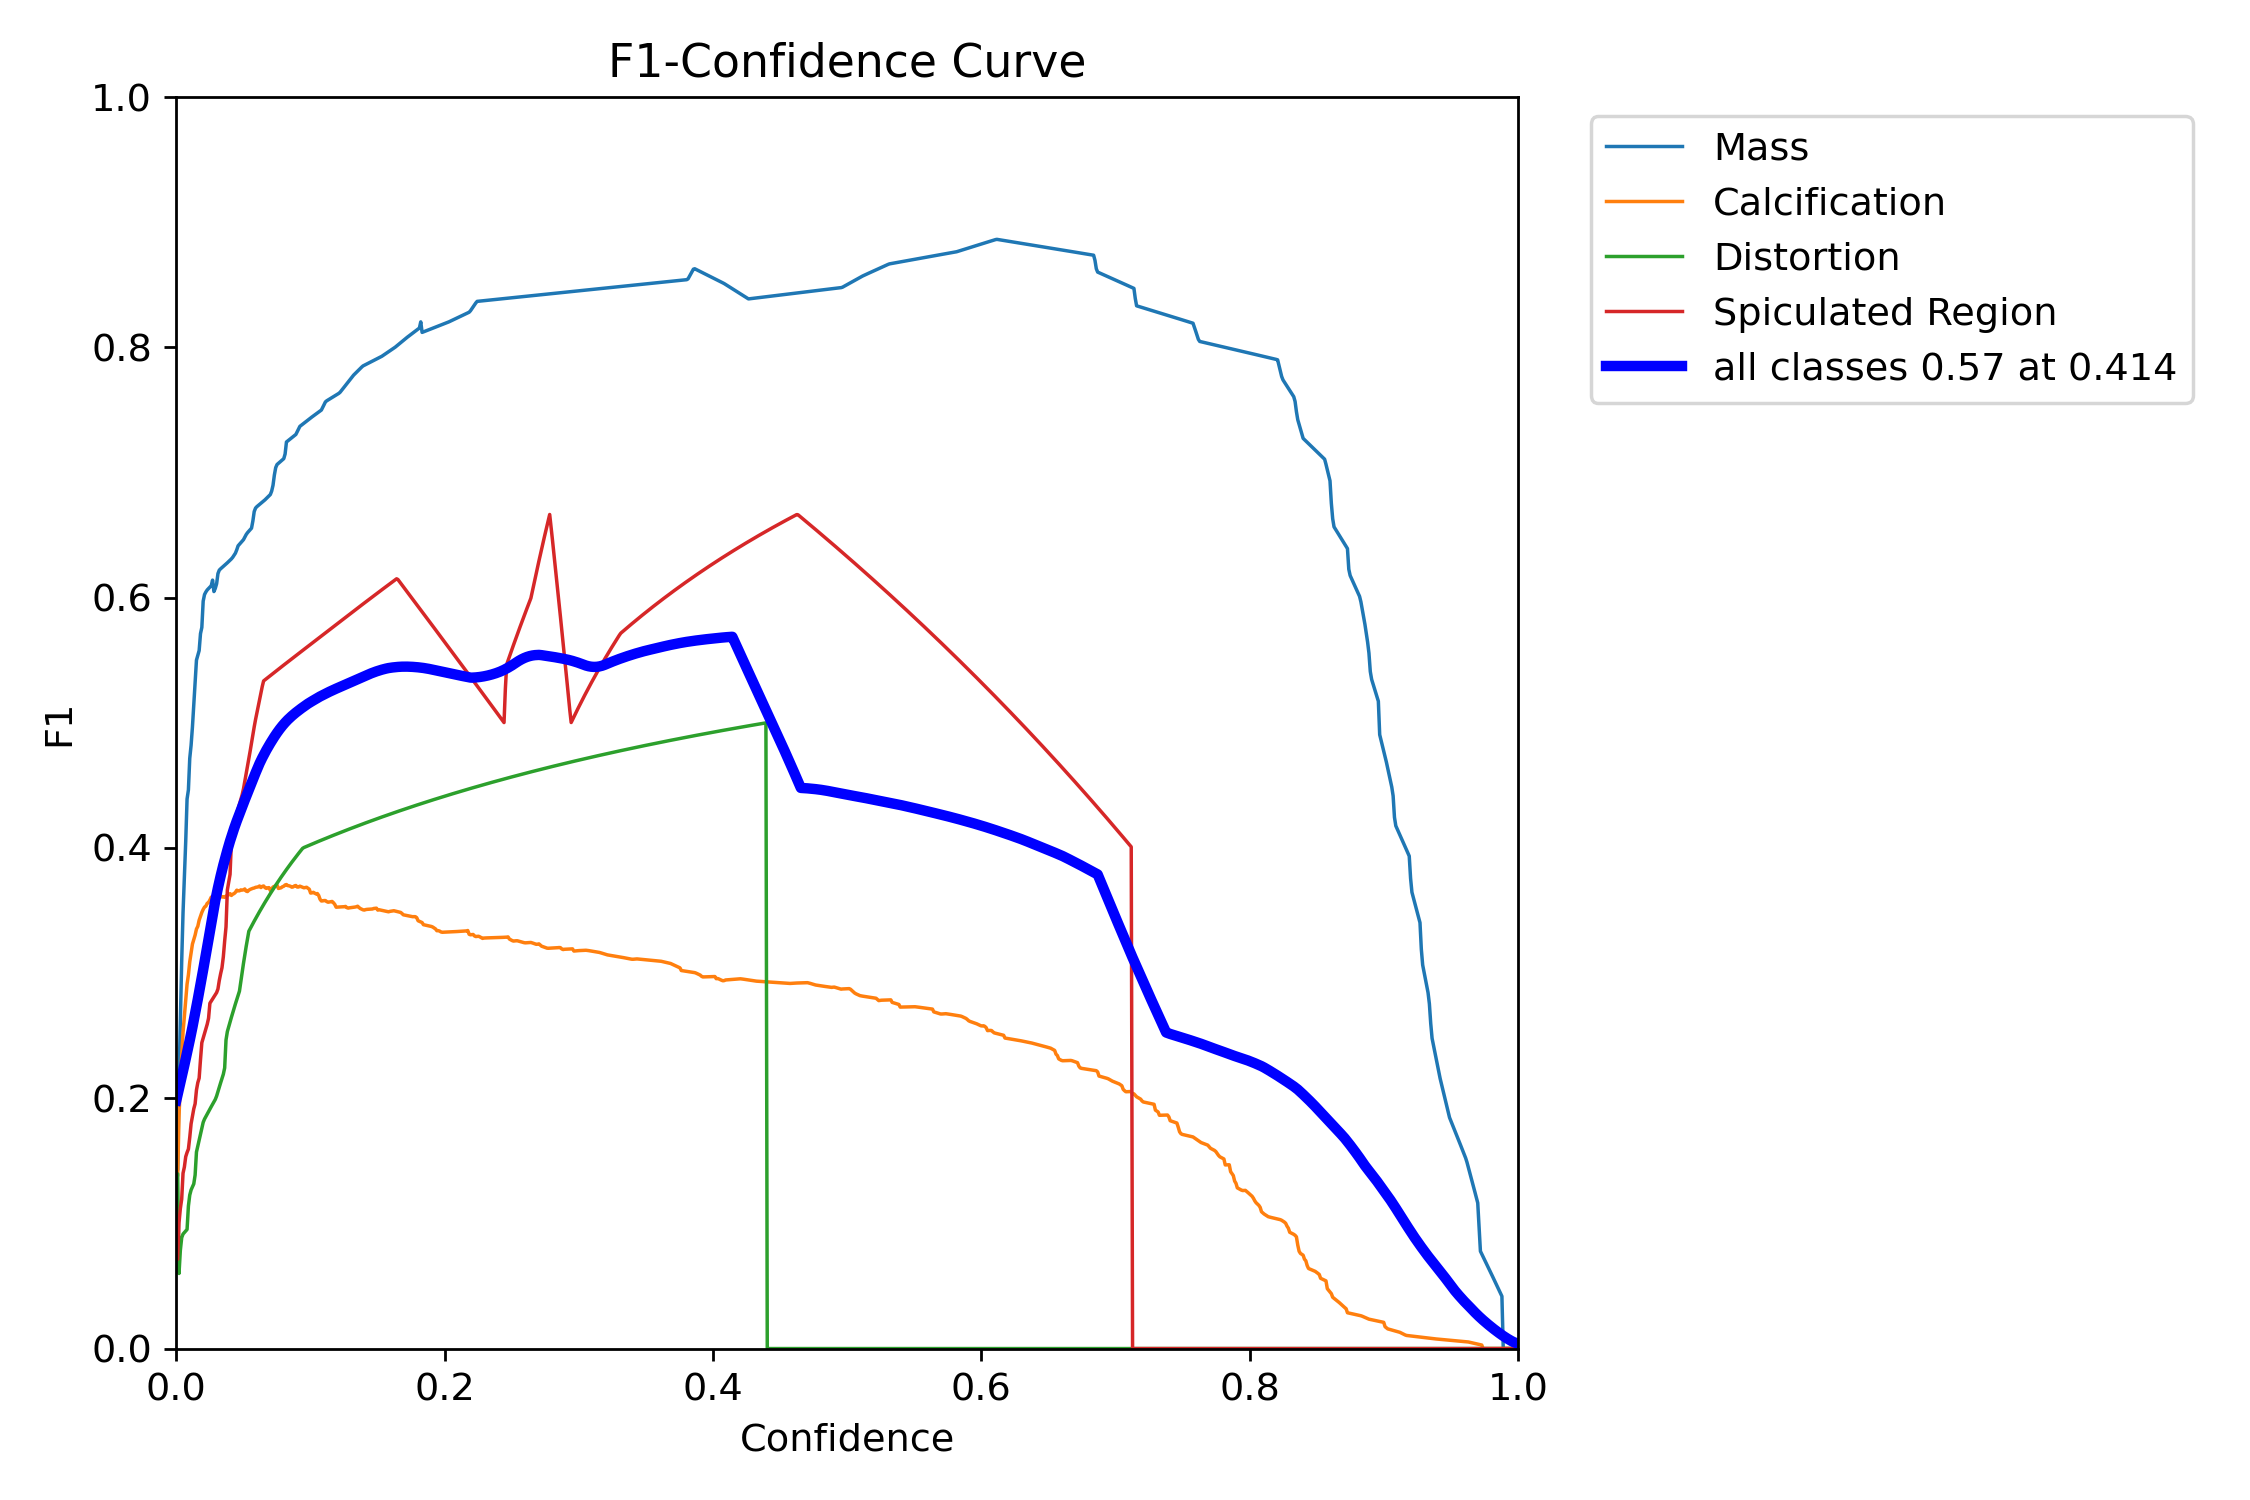 F1-Confidence Curve
1.0
0.8
0.6
0.4
0.2
0.0
F1
0.0 0.2 0.4 0.6 0.8 1.0
Confidence
Mass
Calcification
Distortion
Spiculated Region
all classes 0.57 at 0.414